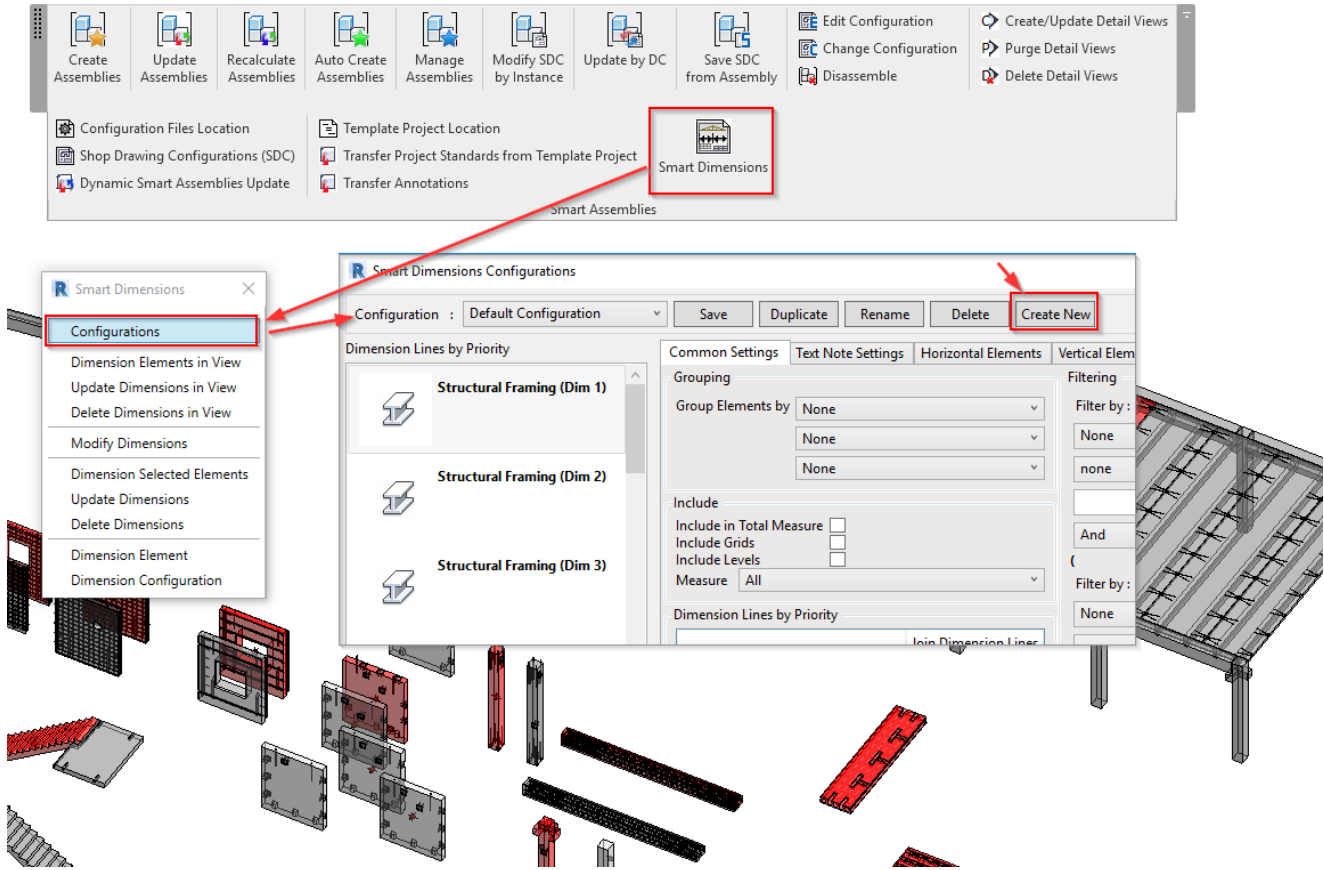 Create Assemblies
Update Assemblies
Recalculate Assemblies
Auto Create Assemblies
Manage Assemblies
Modify SDC by Instance
Update by DC
Save SDC from Assembly
Edit Configuration
Change Configuration
Disassemble
Create/Update Detail Views
Purge Detail Views
Delete Detail Views
Configuration Files Location
Shop Drawing Configurations (SDC)
Dynamic Smart Assemblies Update
Template Project Location
Transfer Project Standards from Template Project
Transfer Annotations
Smart Dimensions
Smart Assemblies
R Smart Dimensions
Configurations
Dimension Elements in View
Update Dimensions in View
Delete Dimensions in View
Modify Dimensions
Dimension Selected Elements
Update Dimensions
Delete Dimensions
Dimension Element
Dimension Configuration
R Smart Dimensions Configurations
Configuration : Default Configuration Save Duplicate Rename Delete Create New
Dimension Lines by Priority
Structural Framing (Dim 1)
Structural Framing (Dim 2)
Structural Framing (Dim 3)
Common Settings Text Note Settings Horizontal Elements Vertical Elem
Grouping
Group Elements by None
None
None
Include
Include in Total Measure
Include Grids
Include Levels
Measure All
Dimension Lines by Priority
Join Dimension Lines
Filtering
Filter by :
None
none
And
(
Filter by :
None